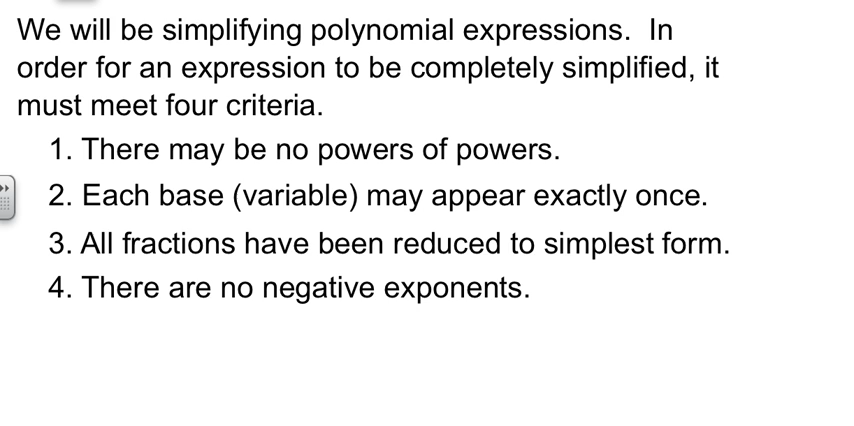 We will be simplifying polynomial expressions.  In
order for an expression to be completely simplified, it
must meet four criteria.
1. There may be no powers of powers.
2. Each base (variable) may appear exactly once.
3. All fractions have been reduced to simplest form.
4. There are no negative exponents.